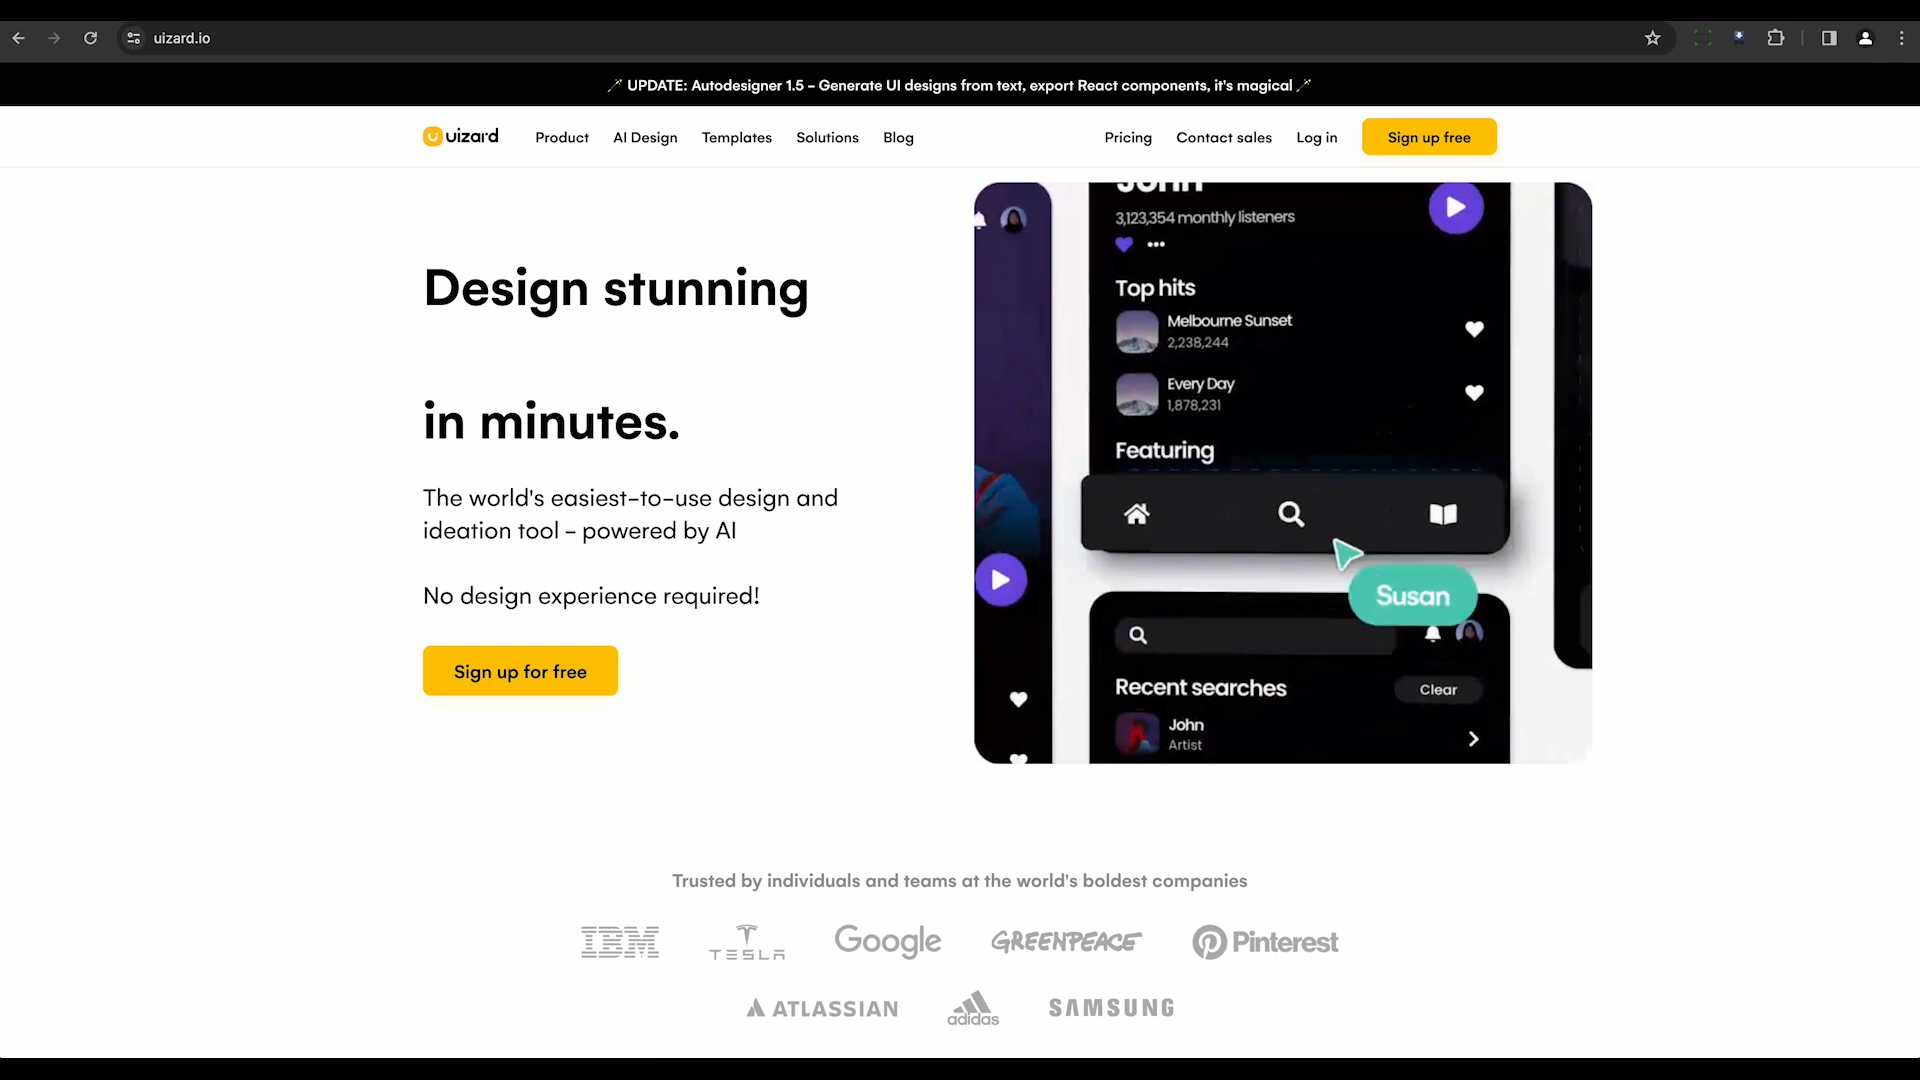 uizard.io
UPDATE: Autodesigner 1.5 – Generate UI designs from text, export React components, it's magical
uizard
Product
AI Design
Templates
Solutions
Blog
Pricing
Contact sales
Log in
Sign up free
Design stunning
in minutes.
The world's easiest-to-use design and
ideation tool – powered by AI
No design experience required!
Sign up for free
John
3,123,354 monthly listeners
Top hits
Melbourne Sunset
2,238,244
Every Day
1,878,231
Featuring
Susan
Recent searches
Clear
John
Artist
Trusted by individuals and teams at the world's boldest companies
IBM
TESLA
Google
GREENPEACE
Pinterest
ATLASSIAN
adidas
SAMSUNG